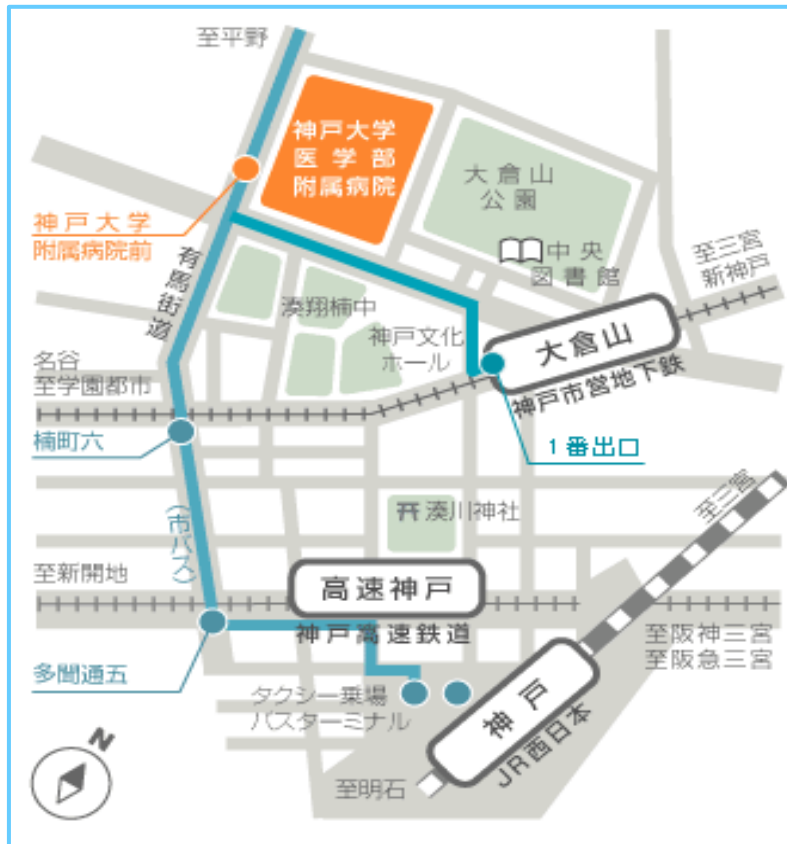 至平野
神戸大学
医学部
附属病院
大倉山
公園
神戸大学
附属病院前
有馬街道
中央
図書館
至三宮
新神戸
湊翔楠中
神戸文化
ホール
大倉山
神戸市営地下鉄
名谷
至学園都市
楠町六
1番出口
(市バス)
湊川神社
至三宮
至新開地
高速神戸
神戸高速鉄道
至阪神三宮
至阪急三宮
多聞通五
タクシー乗場
バスターミナル
神戸
JR西日本
至明石
N